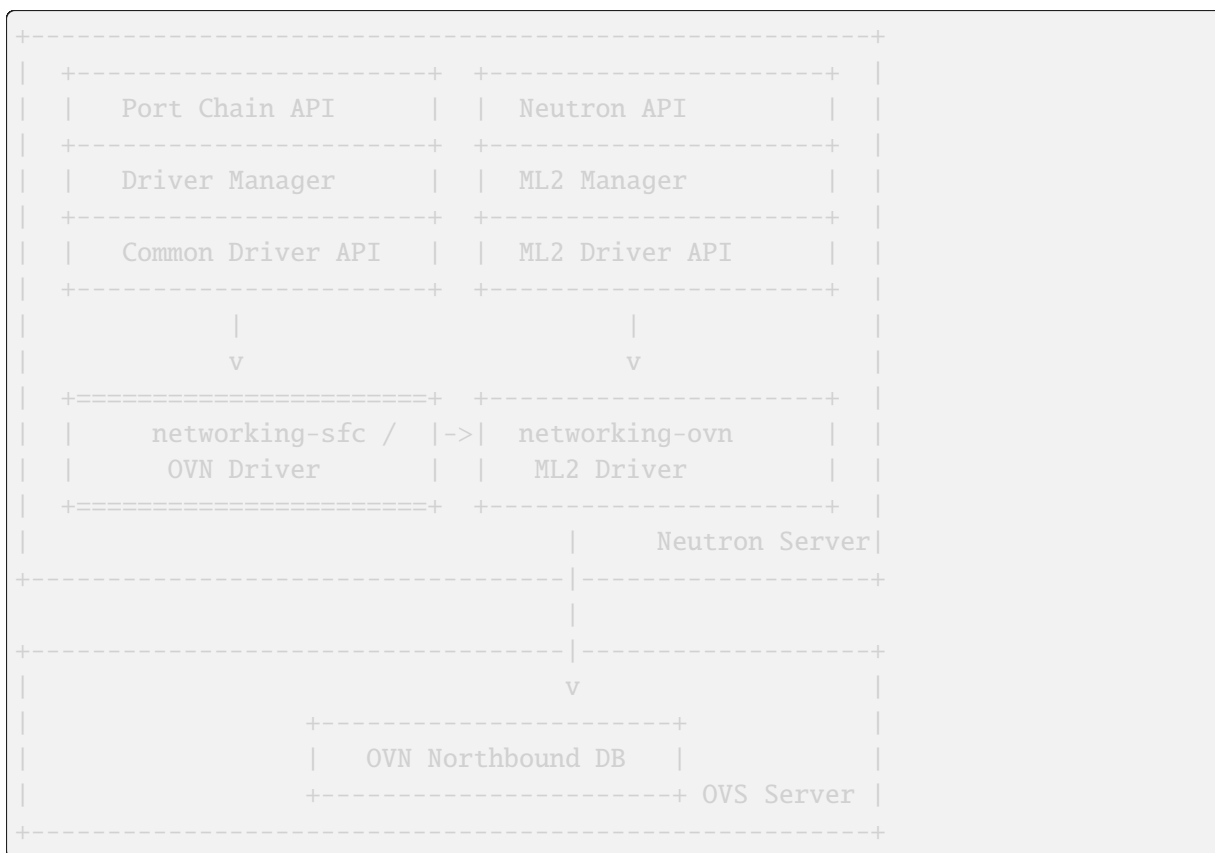 +--------------------------------------------------------+
|  +-----------------------+  +-----------------------+  |
|  |   Port Chain API      |  |  Neutron API          |  |
|  +-----------------------+  +-----------------------+  |
|  |   Driver Manager      |  |  ML2 Manager          |  |
|  +-----------------------+  +-----------------------+  |
|  |   Common Driver API   |  |  ML2 Driver API       |  |
|  +-----------------------+  +-----------------------+  |
|             |                          |               |
|             v                          v               |
|  +=======================+  +-----------------------+  |
|  |     networking-sfc /  |->|  networking-ovn       |  |
|  |      OVN Driver       |  |   ML2 Driver          |  |
|  +=======================+  +-----------------------+  |
|                                    |     Neutron Server|
+------------------------------------|-------------------+
                                     |
+------------------------------------|-------------------+
|                                    v                   |
|                   +-----------------------+            |
|                   |   OVN Northbound DB   |            |
|                   +-----------------------+ OVS Server |
+--------------------------------------------------------+